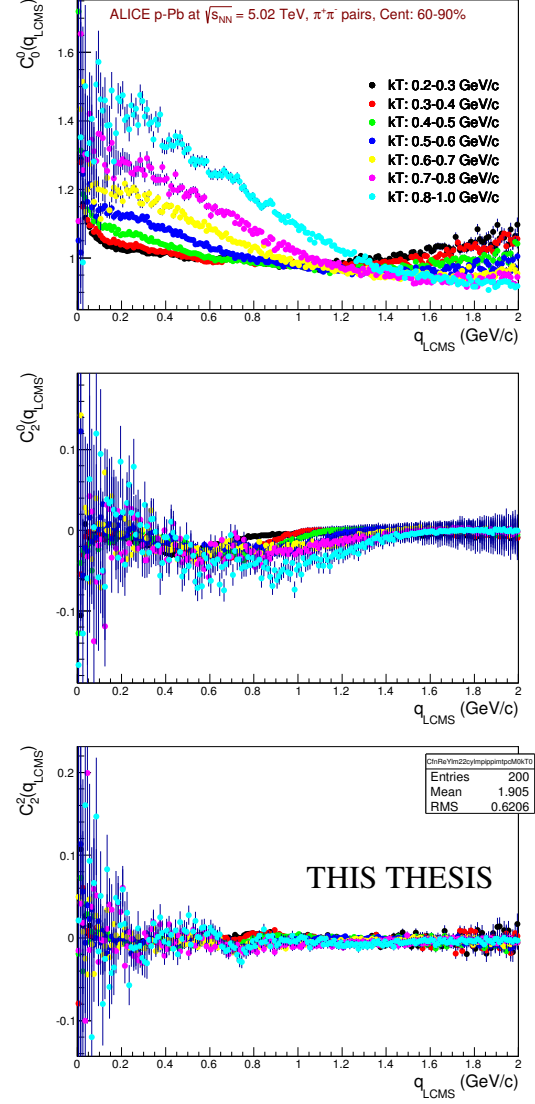 ALICE p-Pb at √s_NN = 5.02 TeV, π⁺π⁻ pairs, Cent: 60-90%
C⁰₀(q_LCMS)
1.6
1.4
1.2
1
kT: 0.2-0.3 GeV/c
kT: 0.3-0.4 GeV/c
kT: 0.4-0.5 GeV/c
kT: 0.5-0.6 GeV/c
kT: 0.6-0.7 GeV/c
kT: 0.7-0.8 GeV/c
kT: 0.8-1.0 GeV/c
0 0.2 0.4 0.6 0.8 1 1.2 1.4 1.6 1.8 2
q_LCMS (GeV/c)
C⁰₂(q_LCMS)
0.1
0
-0.1
0 0.2 0.4 0.6 0.8 1 1.2 1.4 1.6 1.8 2
q_LCMS (GeV/c)
C²₂(q_LCMS)
0.2
0.1
0
-0.1
CfnReYlm22cylmpippimtpcM0kT0
Entries 200
Mean 1.905
RMS 0.6206
THIS THESIS
0 0.2 0.4 0.6 0.8 1 1.2 1.4 1.6 1.8 2
q_LCMS (GeV/c)